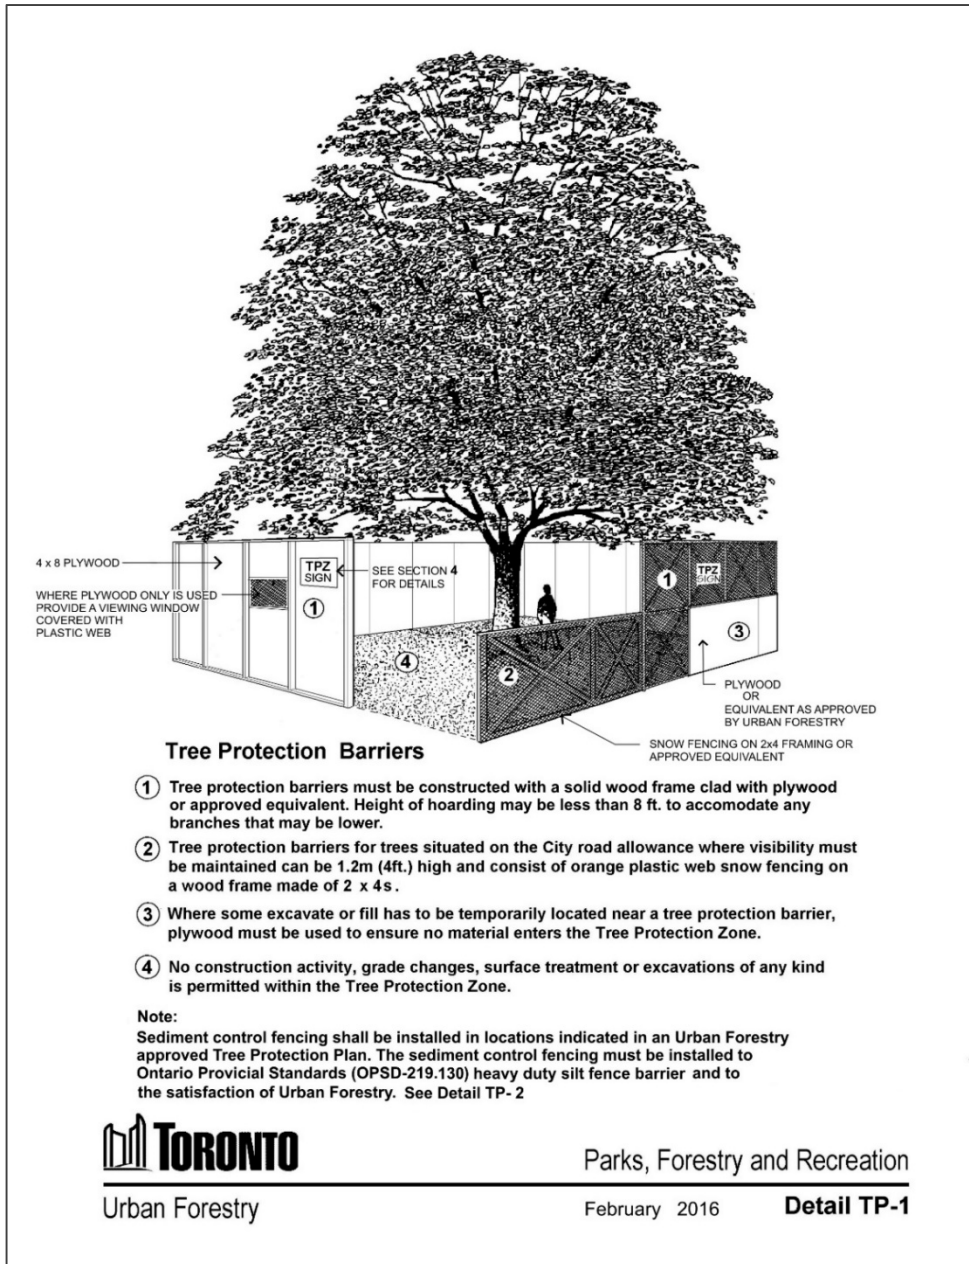 4 x 8 PLYWOOD
WHERE PLYWOOD ONLY IS USED
PROVIDE A VIEWING WINDOW
COVERED WITH
PLASTIC WEB
TPZ
SIGN
SEE SECTION 4
FOR DETAILS
1
4
2
1
TPZ
SIGN
3
PLYWOOD
OR
EQUIVALENT AS APPROVED
BY URBAN FORESTRY
SNOW FENCING ON 2x4 FRAMING OR
APPROVED EQUIVALENT
Tree Protection Barriers
1 Tree protection barriers must be constructed with a solid wood frame clad with plywood
or approved equivalent. Height of hoarding may be less than 8 ft. to accomodate any
branches that may be lower.
2 Tree protection barriers for trees situated on the City road allowance where visibility must
be maintained can be 1.2m (4ft.) high and consist of orange plastic web snow fencing on
a wood frame made of 2 x 4s.
3 Where some excavate or fill has to be temporarily located near a tree protection barrier,
plywood must be used to ensure no material enters the Tree Protection Zone.
4 No construction activity, grade changes, surface treatment or excavations of any kind
is permitted within the Tree Protection Zone.
Note:
Sediment control fencing shall be installed in locations indicated in an Urban Forestry
approved Tree Protection Plan. The sediment control fencing must be installed to
Ontario Provicial Standards (OPSD-219.130) heavy duty silt fence barrier and to
the satisfaction of Urban Forestry. See Detail TP- 2
TORONTO
Parks, Forestry and Recreation
Urban Forestry
February 2016
Detail TP-1